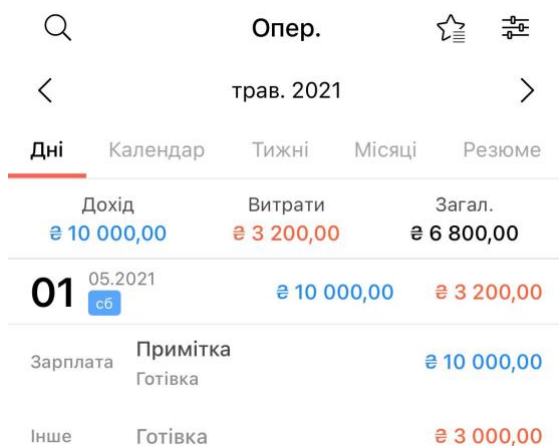 Опер.
трав. 2021
Дні Календар Тижні Місяці Резюме
Дохід Витрати Загал.
₴ 10 000,00 ₴ 3 200,00 ₴ 6 800,00
01 05.2021 сб ₴ 10 000,00 ₴ 3 200,00
Зарплата Примітка ₴ 10 000,00
Готівка
Інше Готівка ₴ 3 000,00